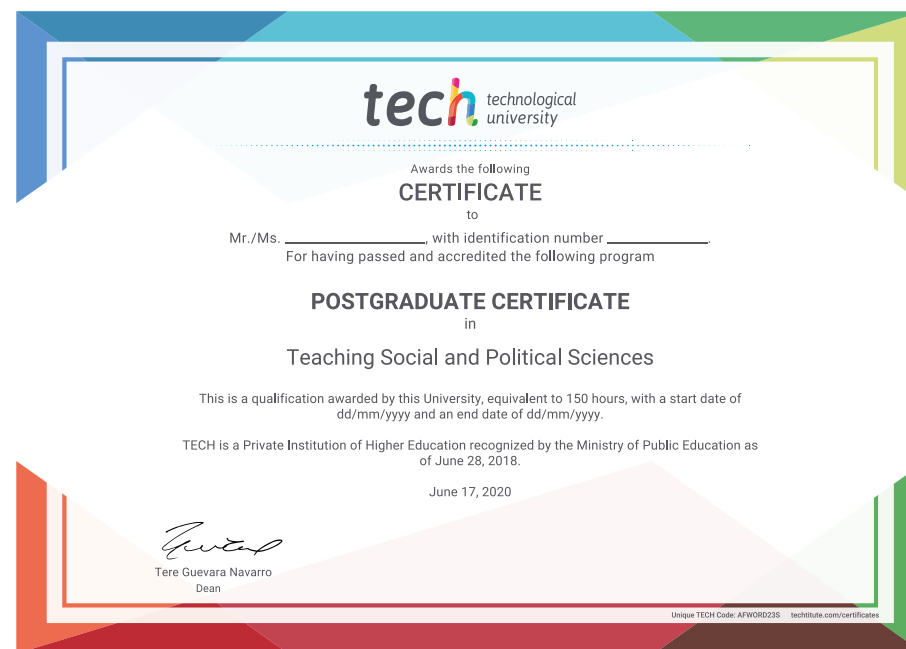 tech technological
university
Awards the following
CERTIFICATE
to
Mr./Ms. ____________________, with identification number ______________.
For having passed and accredited the following program
POSTGRADUATE CERTIFICATE
in
Teaching Social and Political Sciences
This is a qualification awarded by this University, equivalent to 150 hours, with a start date of
dd/mm/yyyy and an end date of dd/mm/yyyy.
TECH is a Private Institution of Higher Education recognized by the Ministry of Public Education as
of June 28, 2018.
June 17, 2020
Tere Guevara Navarro
Dean
Unique TECH Code: AFWORD23S techtitute.com/certificates